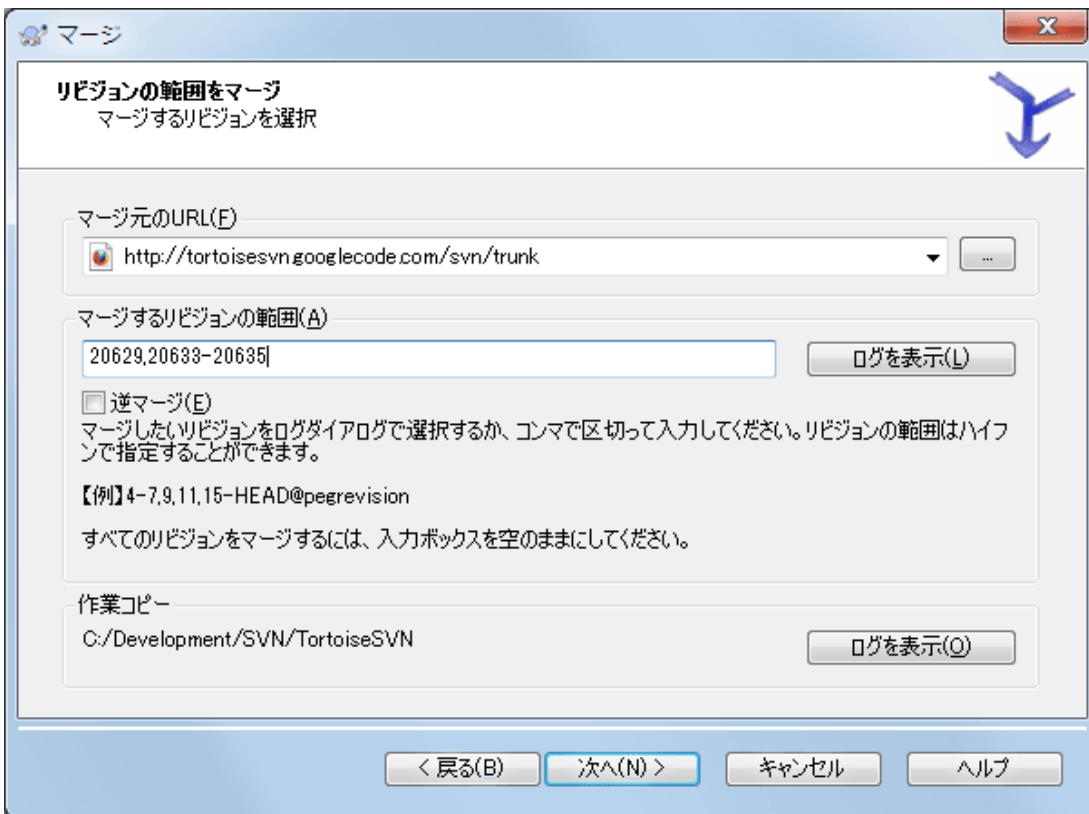 マージ
リビジョンの範囲をマージ
マージするリビジョンを選択
マージ元のURL(F)
http://tortoisesvn.googlecode.com/svn/trunk
...
マージするリビジョンの範囲(A)
20629,20633-20635
ログを表示(L)
逆マージ(E)
マージしたいリビジョンをログダイアログで選択するか、コンマで区切って入力してください。リビジョンの範囲はハイフ
ンで指定することができます。
【例】4-7,9,11,15-HEAD@pegrevision
すべてのリビジョンをマージするには、入力ボックスを空のままにしてください。
作業コピー
C:/Development/SVN/TortoiseSVN
ログを表示(O)
< 戻る(B)
次へ(N) >
キャンセル
ヘルプ